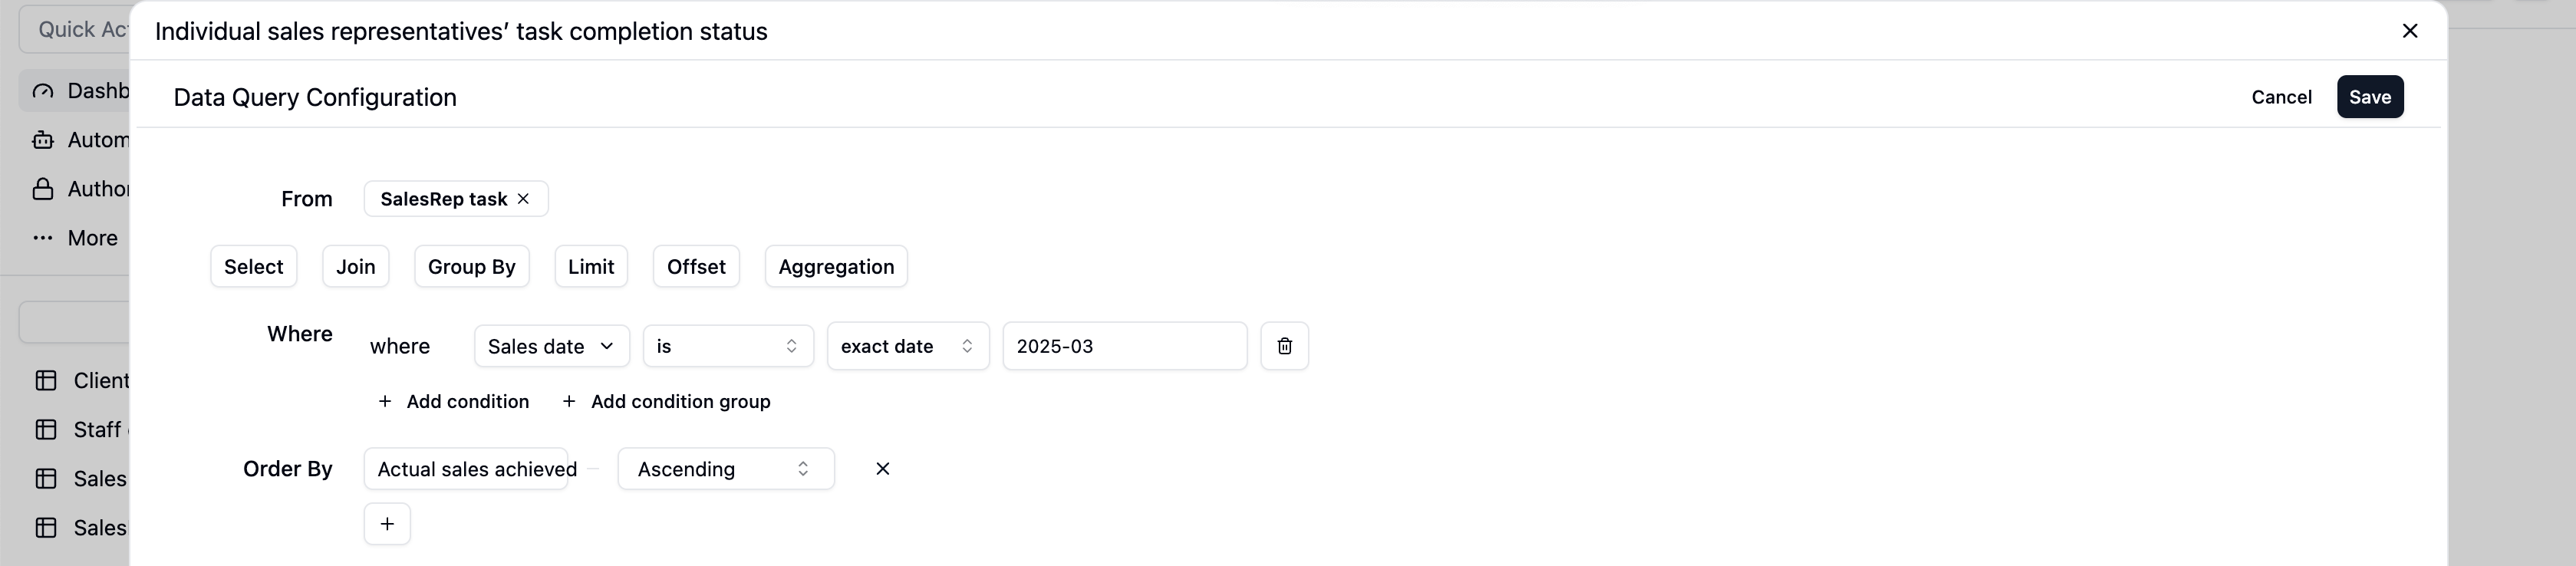 Quick Act
Individual sales representatives’ task completion status
Data Query Configuration
Cancel
Save
Dashb
Autom
Author
More
From
SalesRep task
Select
Join
Group By
Limit
Offset
Aggregation
Where
where
Sales date
is
exact date
2025-03
+ Add condition
+ Add condition group
Client
Staff
Sales
Sales
Order By
Actual sales achieved
Ascending
+